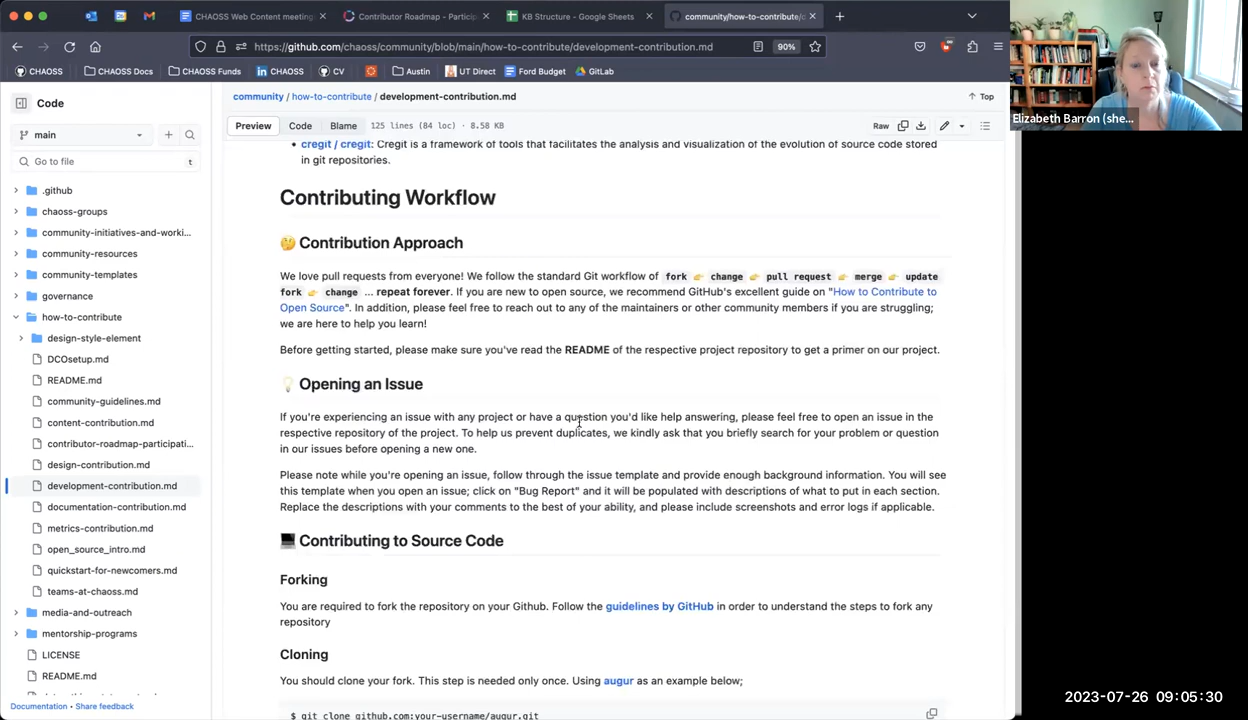 CHAOSS Web Content meeting
Contributor Roadmap - Particip
KB Structure - Google Sheets
community/how-to-contribute/d
https://github.com/chaoss/community/blob/main/how-to-contribute/development-contribution.md
90%
CHAOSS
CHAOSS Docs
CHAOSS Funds
CHAOSS
CV
Austin
UT Direct
Ford Budget
GitLab
Elizabeth Barron (she...
Code
community / how-to-contribute / development-contribution.md
Top
main
Preview
Code
Blame
125 lines (84 loc) · 8.58 KB
Raw
Go to file
t
.github
chaoss-groups
community-initiatives-and-worki...
community-resources
community-templates
governance
how-to-contribute
design-style-element
DCOsetup.md
README.md
community-guidelines.md
content-contribution.md
contributor-roadmap-participati...
design-contribution.md
development-contribution.md
documentation-contribution.md
metrics-contribution.md
open_source_intro.md
quickstart-for-newcomers.md
teams-at-chaoss.md
media-and-outreach
mentorship-programs
LICENSE
README.md
Documentation • Share feedback
• cregit / cregit: Cregit is a framework of tools that facilitates the analysis and visualization of the evolution of source code stored
in git repositories.
Contributing Workflow
🤔 Contribution Approach
We love pull requests from everyone! We follow the standard Git workflow of fork 👉 change 👉 pull request 👉 merge 👉 update
fork 👉 change ... repeat forever. If you are new to open source, we recommend GitHub's excellent guide on "How to Contribute to
Open Source". In addition, please feel free to reach out to any of the maintainers or other community members if you are struggling;
we are here to help you learn!
Before getting started, please make sure you've read the README of the respective project repository to get a primer on our project.
💡 Opening an Issue
If you're experiencing an issue with any project or have a question you'd like help answering, please feel free to open an issue in the
respective repository of the project. To help us prevent duplicates, we kindly ask that you briefly search for your problem or question
in our issues before opening a new one.
Please note while you're opening an issue, follow through the issue template and provide enough background information. You will see
this template when you open an issue; click on "Bug Report" and it will be populated with descriptions of what to put in each section.
Replace the descriptions with your comments to the best of your ability, and please include screenshots and error logs if applicable.
💻 Contributing to Source Code
Forking
You are required to fork the repository on your Github. Follow the guidelines by GitHub in order to understand the steps to fork any
repository
Cloning
You should clone your fork. This step is needed only once. Using augur as an example below;
$ git clone github.com:your-username/augur.git
2023-07-26 09:05:30